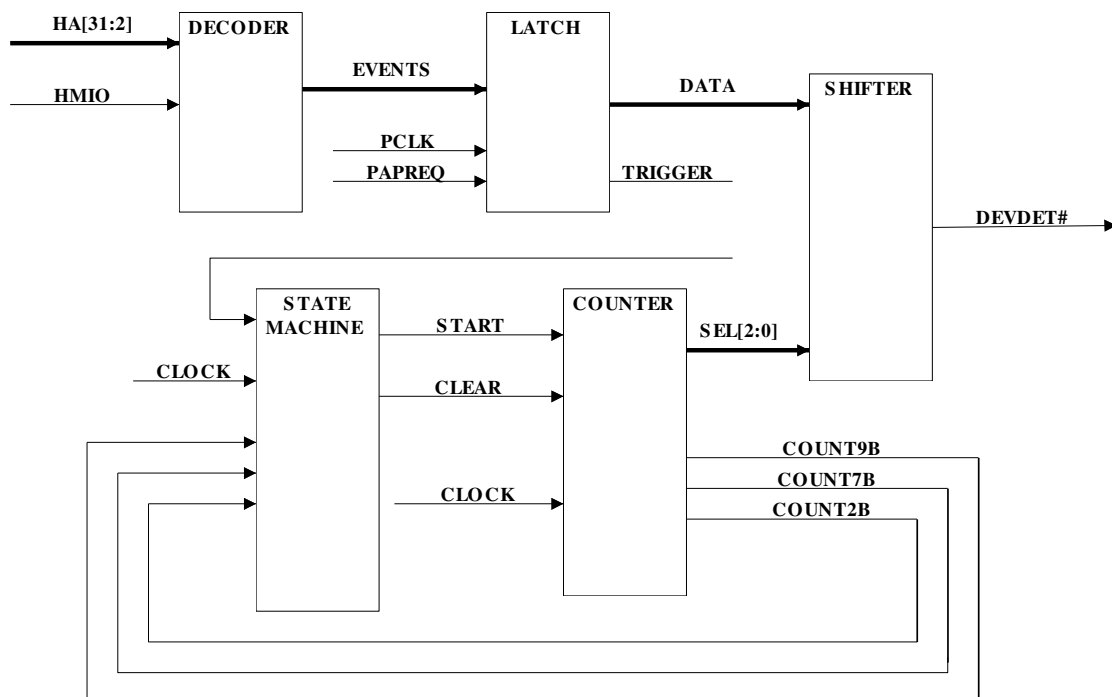 HA[31:2]
DECODER
LATCH
EVENTS
DATA
SHIFTER
HMIO
PCLK
PAPREQ
TRIGGER
DEVDET#
STATE
MACHINE
COUNTER
START
SEL[2:0]
CLOCK
CLEAR
COUNT9B
COUNT7B
CLOCK
COUNT2B